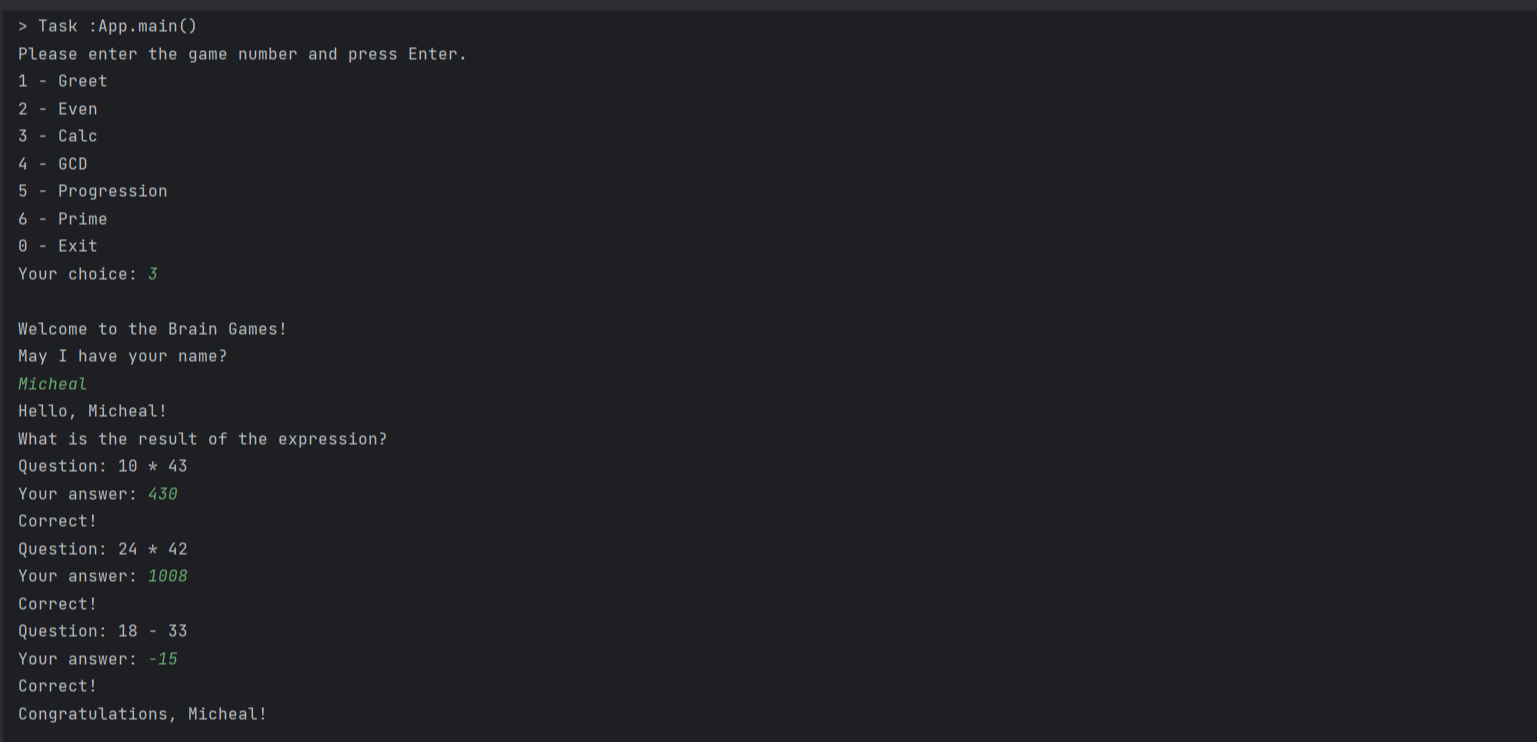 > Task :App.main()
Please enter the game number and press Enter.
1 - Greet
2 - Even
3 - Calc
4 - GCD
5 - Progression
6 - Prime
0 - Exit
Your choice: 3
Welcome to the Brain Games!
May I have your name?
Micheal
Hello, Micheal!
What is the result of the expression?
Question: 10 * 43
Your answer: 430
Correct!
Question: 24 * 42
Your answer: 1008
Correct!
Question: 18 - 33
Your answer: -15
Correct!
Congratulations, Micheal!